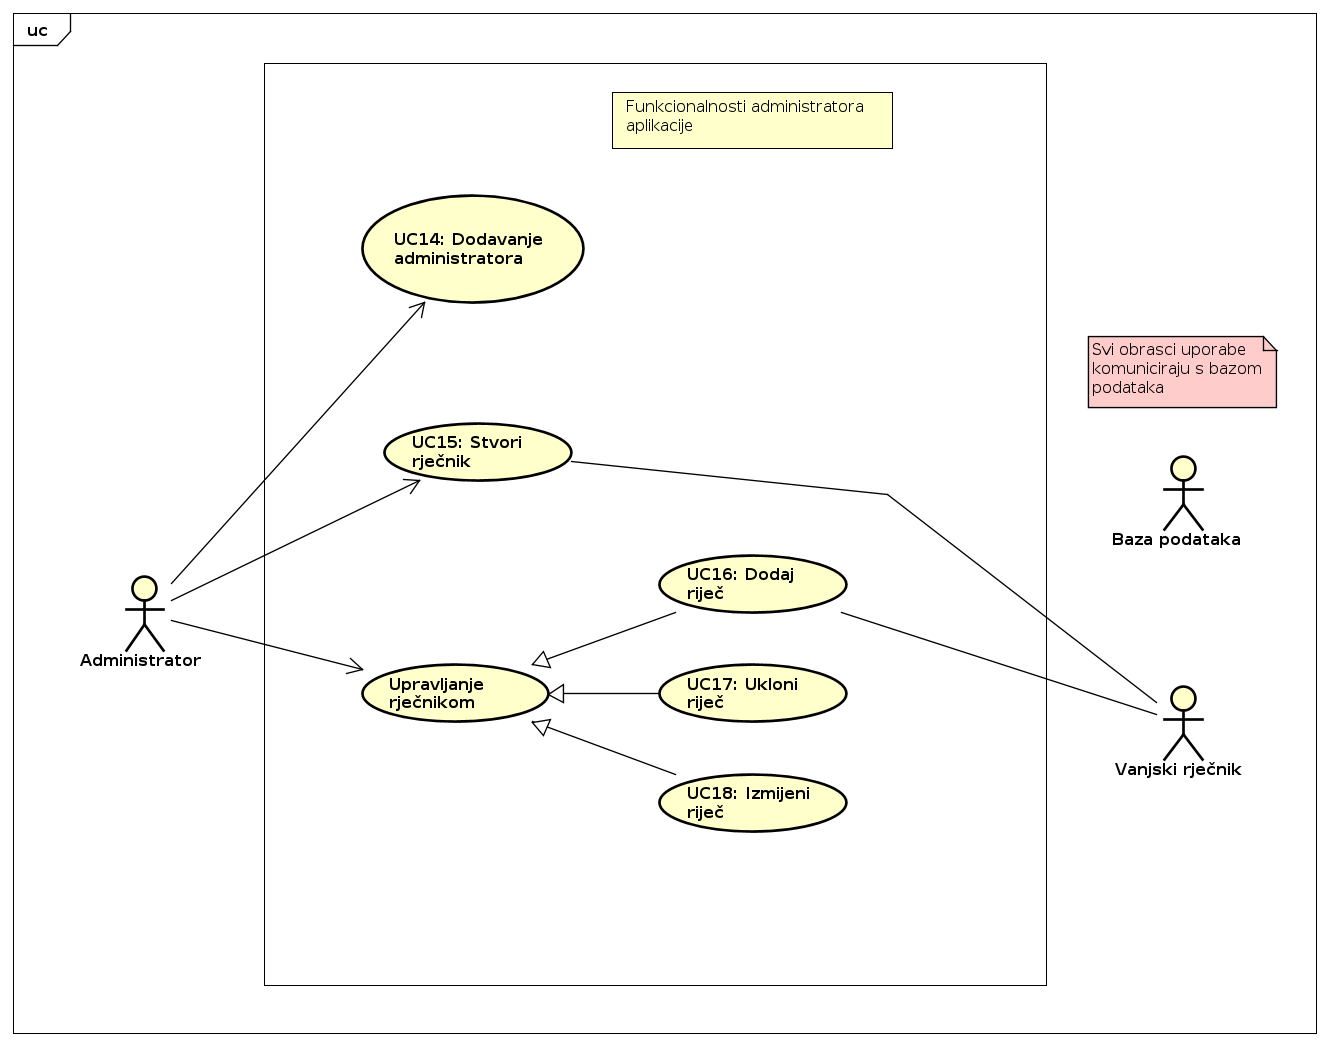 uc
Funkcionalnosti administratora
aplikacije
UC14: Dodavanje
administratora
Svi obrasci uporabe
komuniciraju s bazom
podataka
UC15: Stvori
rječnik
Baza podataka
UC16: Dodaj
riječ
Administrator
Upravljanje
rječnikom
UC17: Ukloni
riječ
Vanjski rječnik
UC18: Izmijeni
riječ